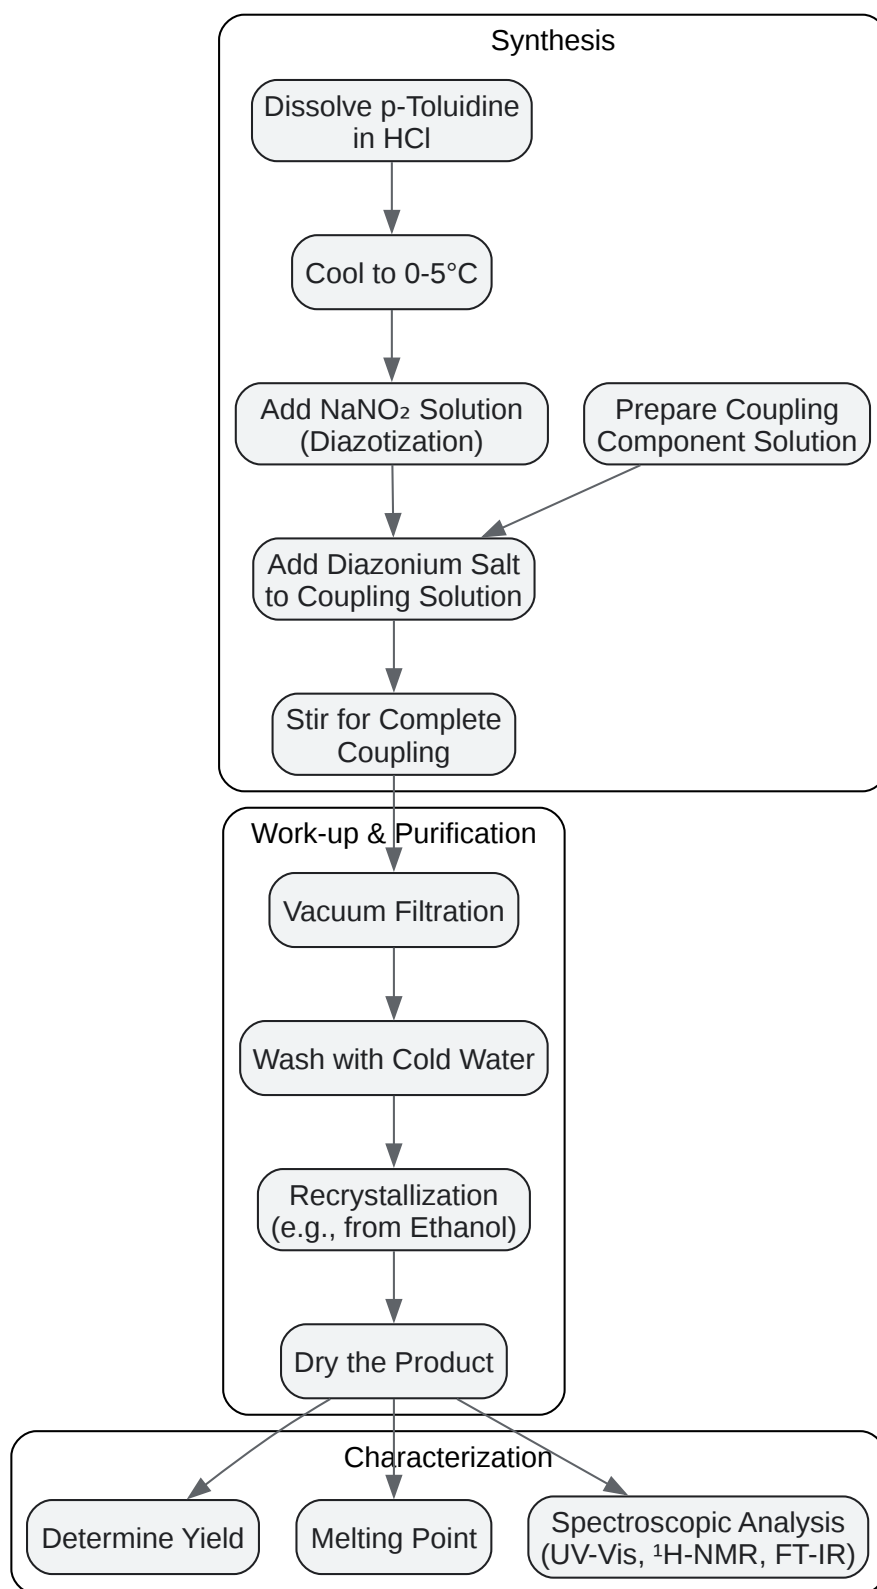 Synthesis
Dissolve p-Toluidine
in HCl
Cool to 0-5°C
Add NaNO₂ Solution
(Diazotization)
Prepare Coupling
Component Solution
Add Diazonium Salt
to Coupling Solution
Stir for Complete
Coupling
Work-up & Purification
Vacuum Filtration
Wash with Cold Water
Recrystallization
(e.g., from Ethanol)
Dry the Product
Characterization
Determine Yield
Melting Point
Spectroscopic Analysis
(UV-Vis, ¹H-NMR, FT-IR)